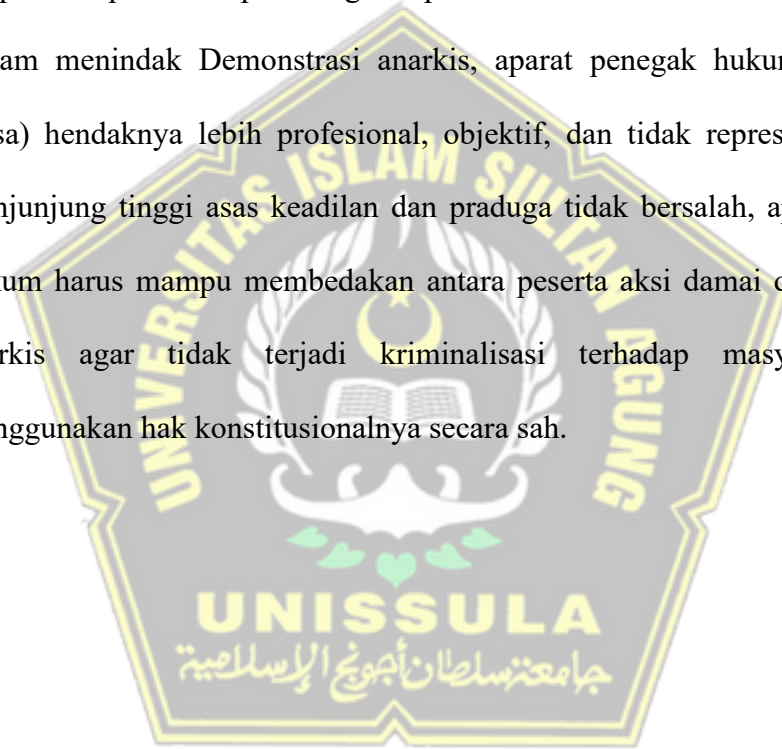 am menindak Demonstrasi anarkis, aparat penegak hukum
sa) hendaknya lebih profesional, objektif, dan tidak repres
njunjung tinggi asas keadilan dan praduga tidak bersalah, a
kum harus mampu membedakan antara peserta aksi damai
rkis agar tidak terjadi kriminalisasi terhadap masy
nggunakan hak konstitusionalnya secara sah.
UNIVERSITAS ISLAM SULTAN AGUNG
UNISSULA
جامعة سلطان أجونج الإسلامية